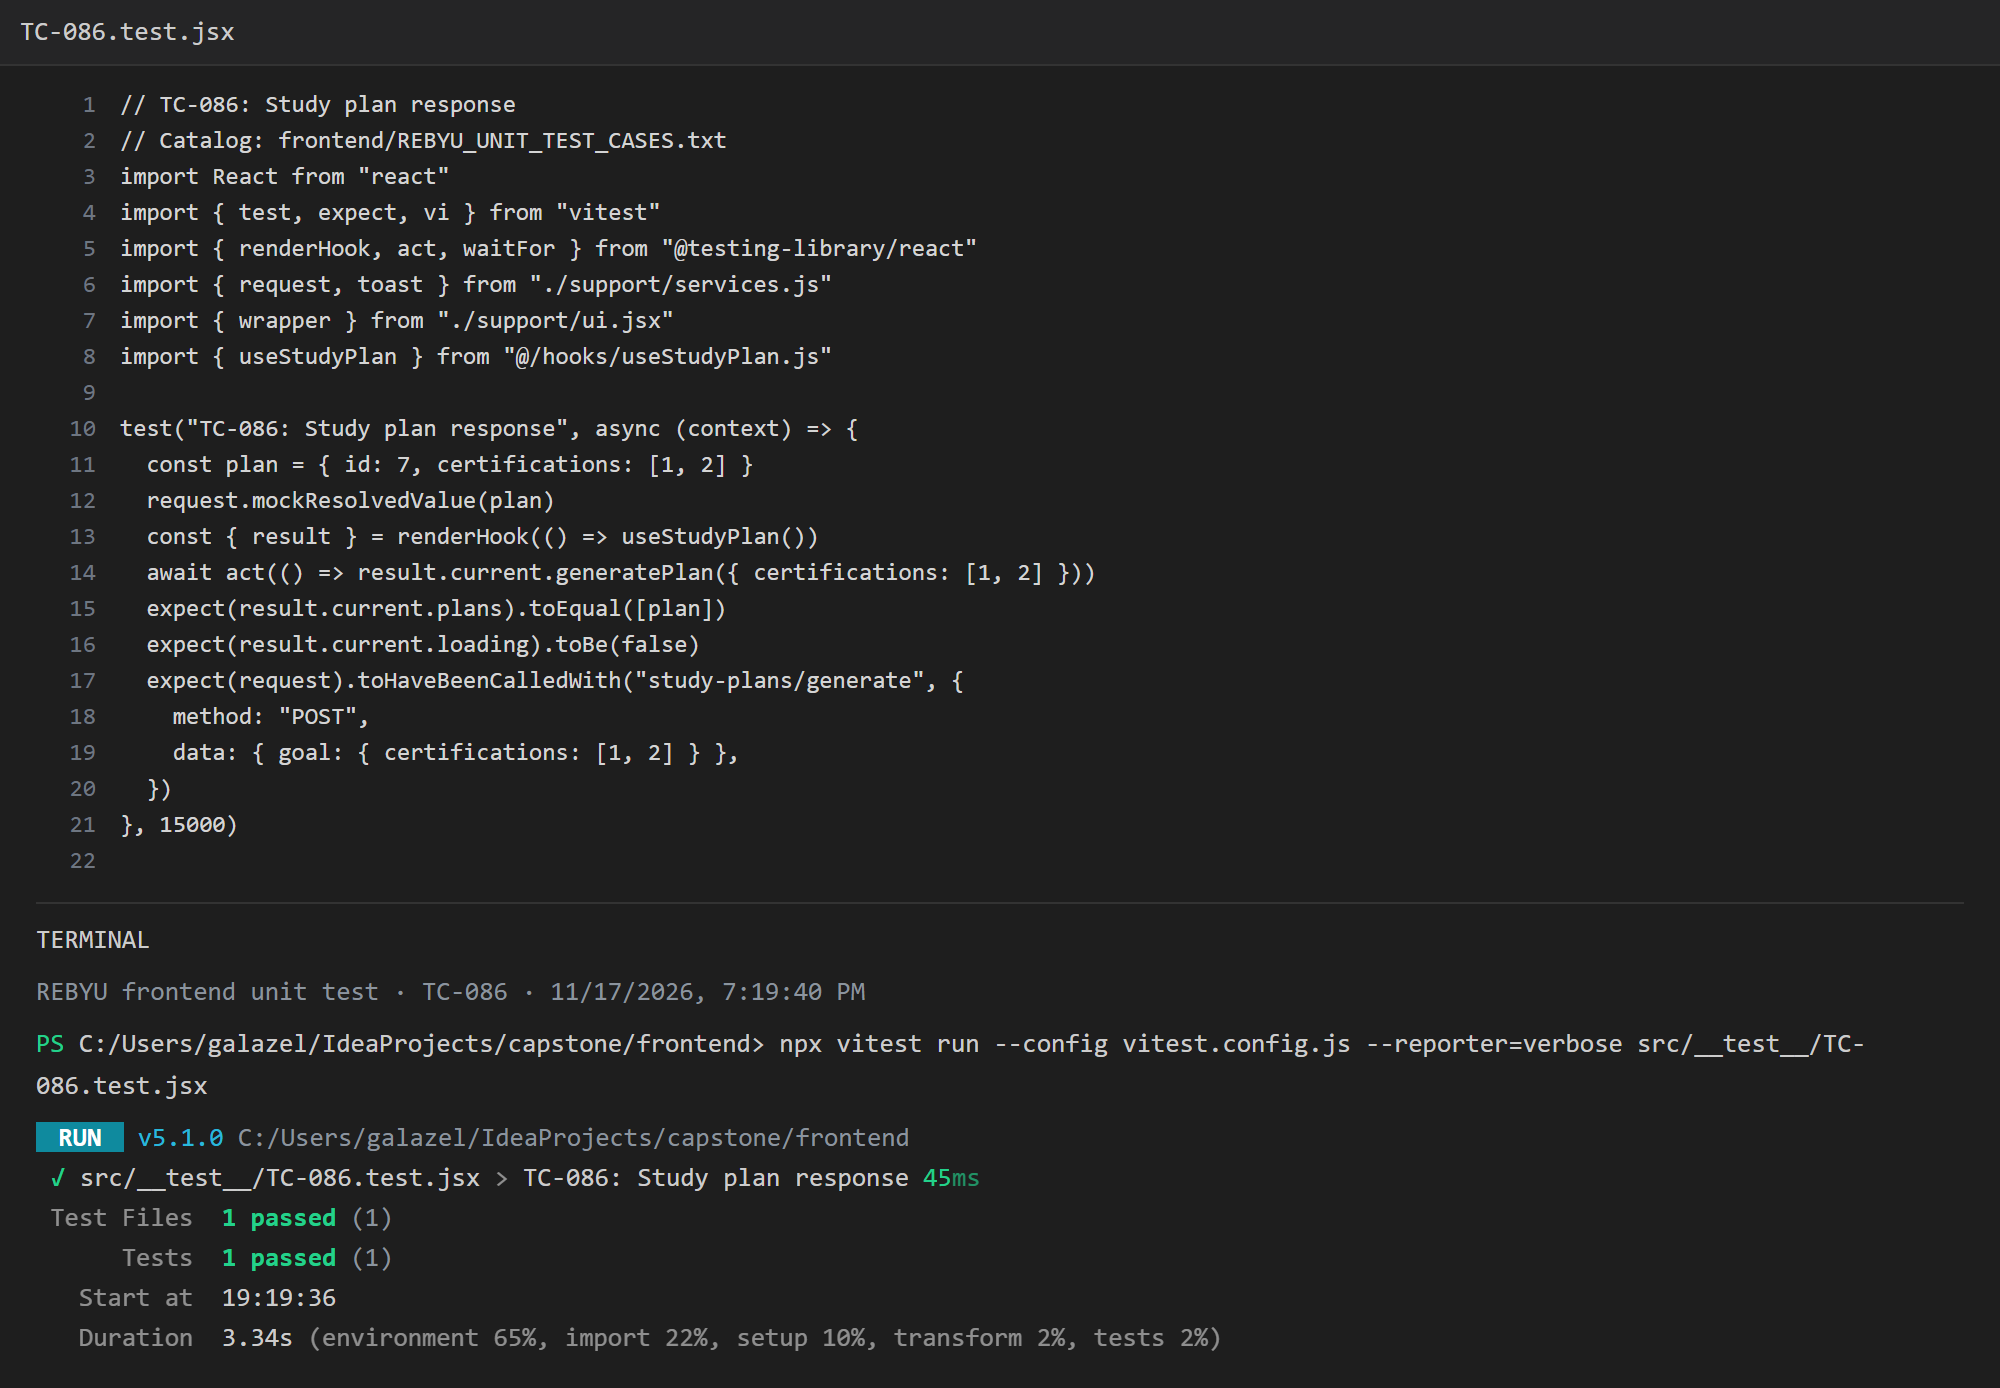 TC-086.test.jsx
1 // TC-086: Study plan response
2 // Catalog: frontend/REBYU_UNIT_TEST_CASES.txt
3 import React from "react"
4 import { test, expect, vi } from "vitest"
5 import { renderHook, act, waitFor } from "@testing-library/react"
6 import { request, toast } from "./support/services.js"
7 import { wrapper } from "./support/ui.jsx"
8 import { useStudyPlan } from "@/hooks/useStudyPlan.js"
9
10 test("TC-086: Study plan response", async (context) => {
11   const plan = { id: 7, certifications: [1, 2] }
12   request.mockResolvedValue(plan)
13   const { result } = renderHook(() => useStudyPlan())
14   await act(() => result.current.generatePlan({ certifications: [1, 2] }))
15   expect(result.current.plans).toEqual([plan])
16   expect(result.current.loading).toBe(false)
17   expect(request).toHaveBeenCalledWith("study-plans/generate", {
18     method: "POST",
19     data: { goal: { certifications: [1, 2] } },
20   })
21 }, 15000)
22
TERMINAL
REBYU frontend unit test · TC-086 · 11/17/2026, 7:19:40 PM
PS C:/Users/galazel/IdeaProjects/capstone/frontend> npx vitest run --config vitest.config.js --reporter=verbose src/__test__/TC-
086.test.jsx
RUN v5.1.0 C:/Users/galazel/IdeaProjects/capstone/frontend
✓ src/__test__/TC-086.test.jsx > TC-086: Study plan response 45ms
Test Files 1 passed (1)
Tests 1 passed (1)
Start at 19:19:36
Duration 3.34s (environment 65%, import 22%, setup 10%, transform 2%, tests 2%)